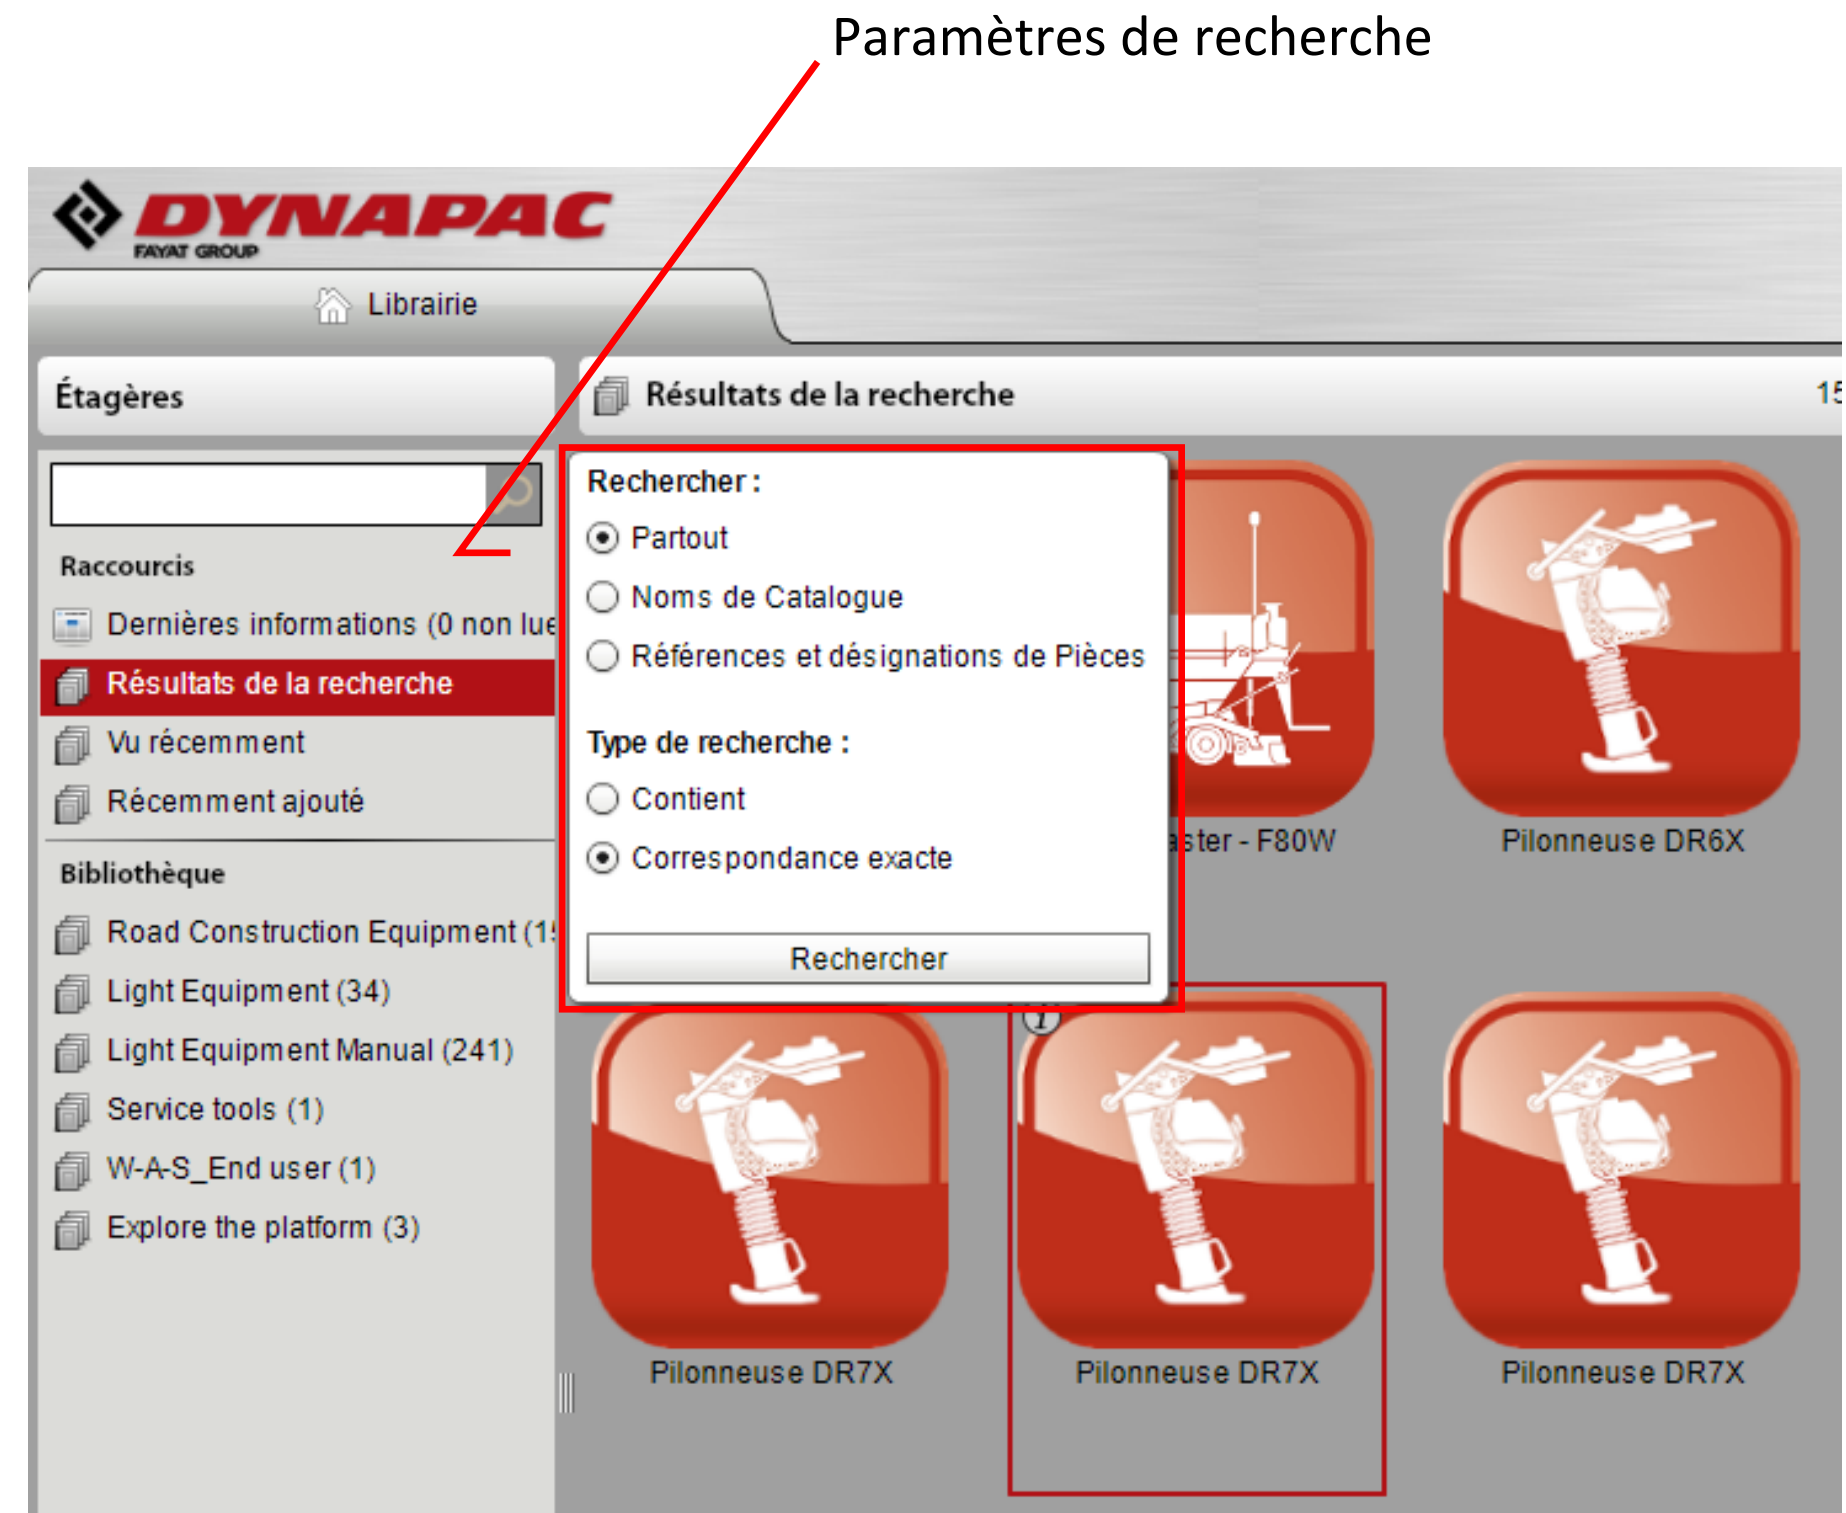 Paramètres de recherche
DYNAPAC
FAYAT GROUP
Librairie
Étagères
Résultats de la recherche
15
Raccourcis
Dernières informations (0 non lue
Résultats de la recherche
Vu récemment
Récemment ajouté
Bibliothèque
Road Construction Equipment (15
Light Equipment (34)
Light Equipment Manual (241)
Service tools (1)
W-A-S_End user (1)
Explore the platform (3)
Rechercher :
Partout
Noms de Catalogue
Références et désignations de Pièces
Type de recherche :
Contient
Correspondance exacte
Rechercher
aster - F80W
Pilonneuse DR6X
i
Pilonneuse DR7X
Pilonneuse DR7X
Pilonneuse DR7X